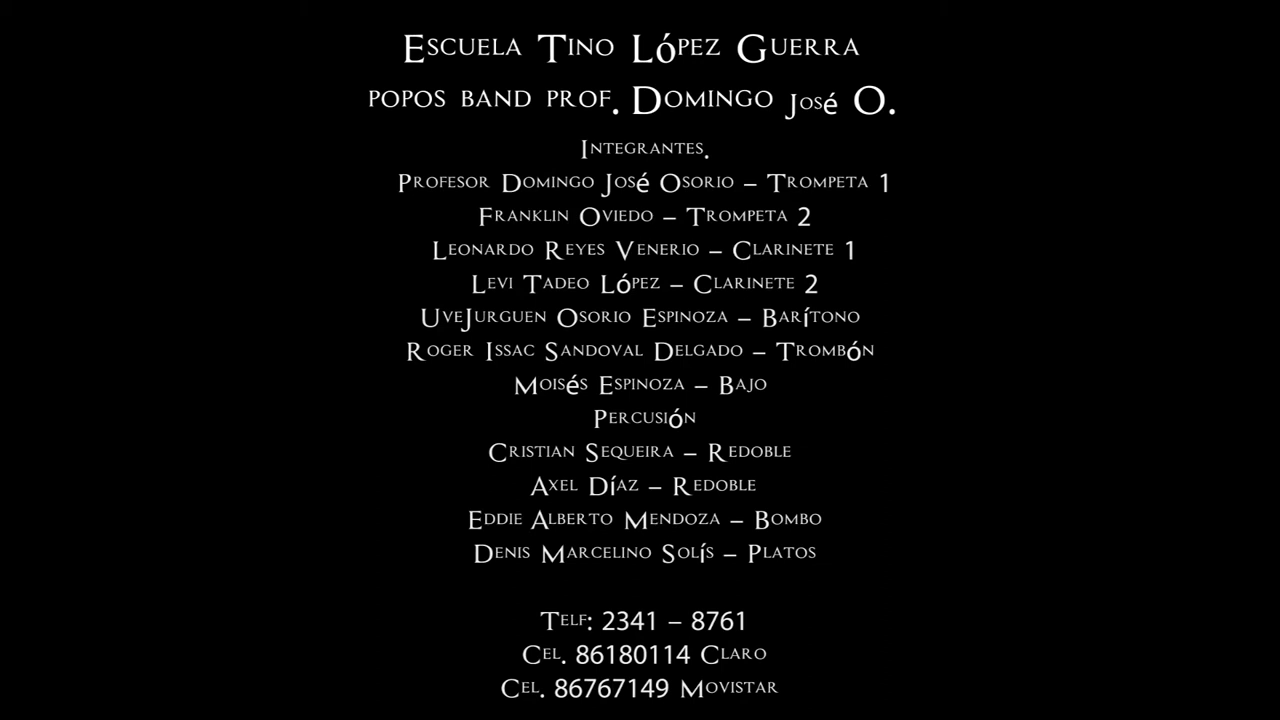 Escuela Tino López Guerra
popos band prof. Domingo José O.
Integrantes.
Profesor Domingo José Osorio – Trompeta 1
Franklin Oviedo – Trompeta 2
Leonardo Reyes Venerio – Clarinete 1
Levi Tadeo López – Clarinete 2
UveJurguen Osorio Espinoza – Barítono
Roger Issac Sandoval Delgado – Trombón
Moisés Espinoza – Bajo
Percusión
Cristian Sequeira – Redoble
Axel Díaz – Redoble
Eddie Alberto Mendoza – Bombo
Denis Marcelino Solís – Platos
Telf: 2341 – 8761
Cel. 86180114 Claro
Cel. 86767149 Movistar